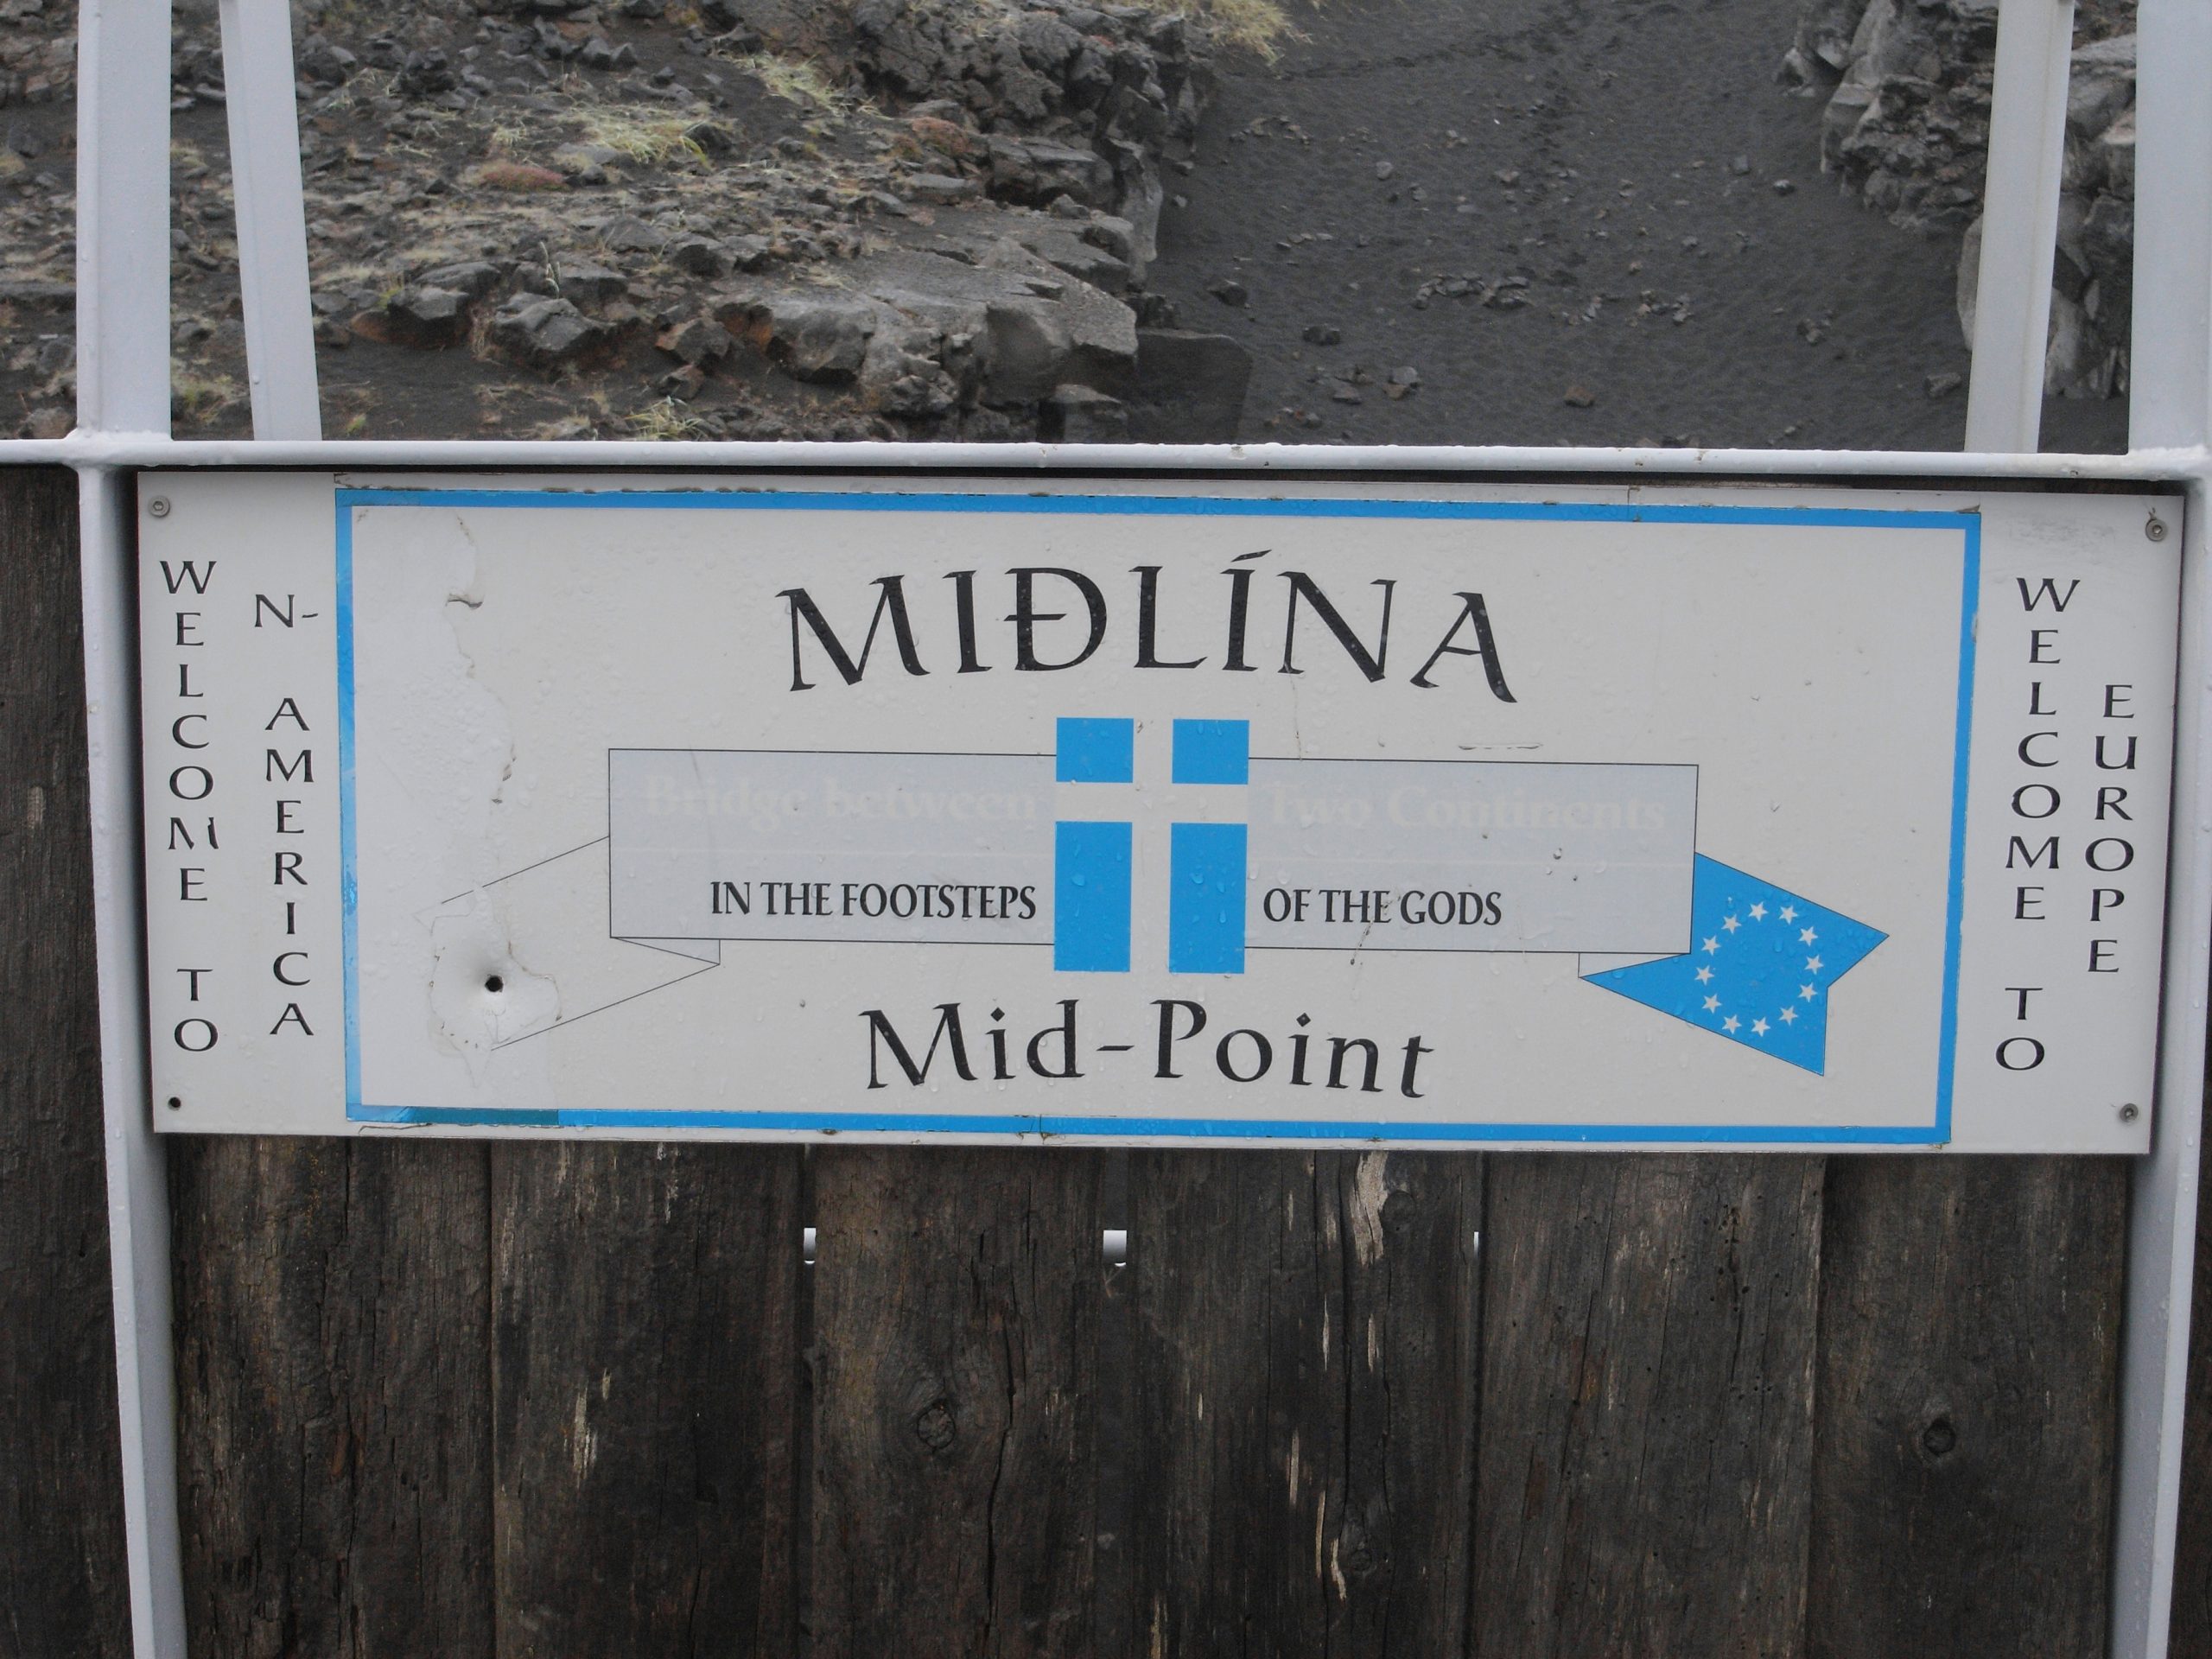 WELCOME TO
N- AMERICA
MIÐLÍNA
Bridge between Two Continents
IN THE FOOTSTEPS OF THE GODS
Mid-Point
WELCOME TO
EUROPE